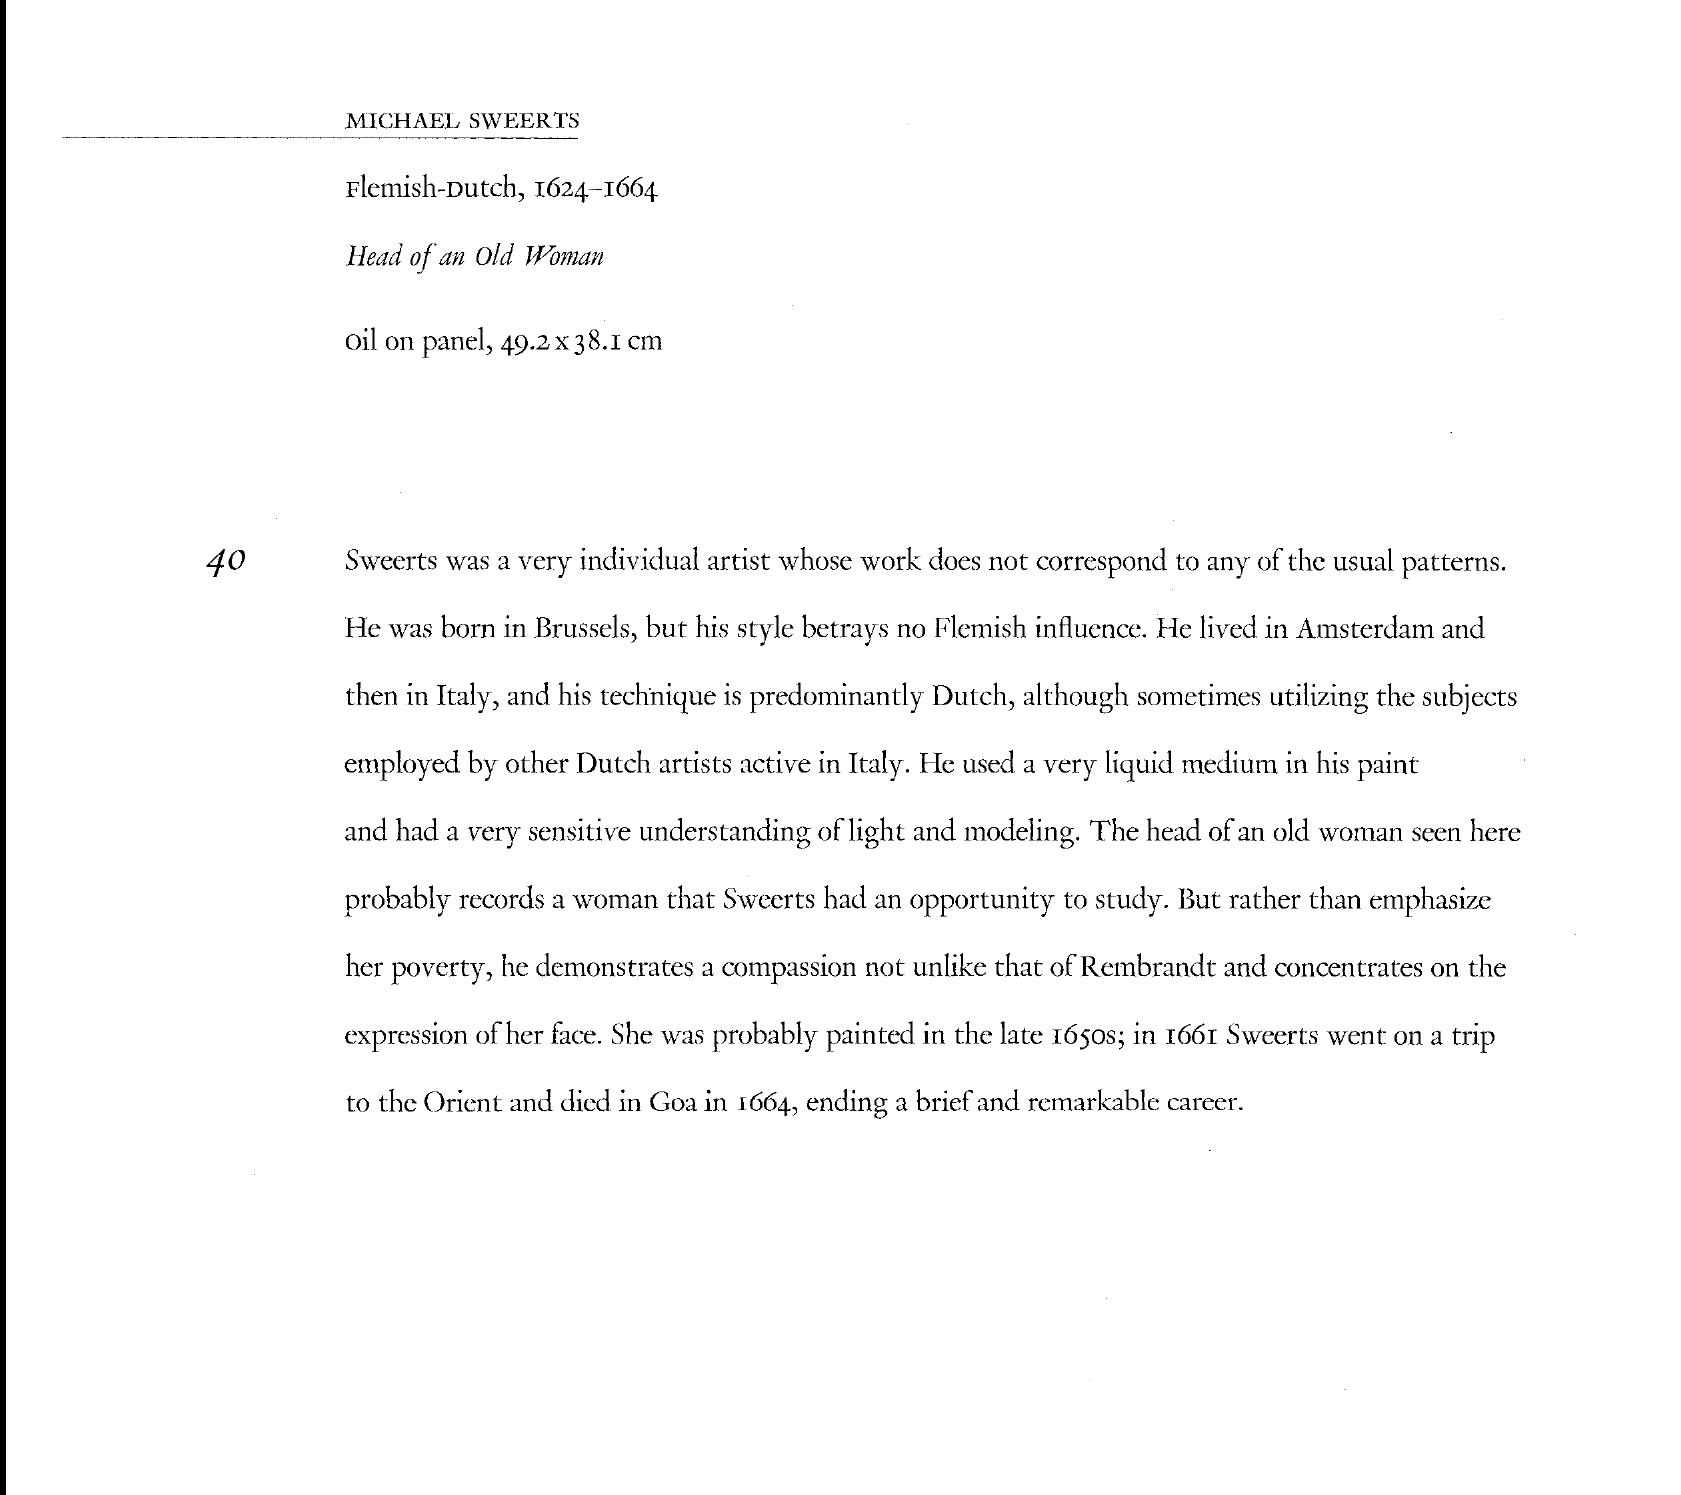 MICHAEL SWEERTS
Flemish-Dutch, 1624–1664
Head of an Old Woman
Oil on panel, 49.2 x 38.1 cm
40
Sweerts was a very individual artist whose work does not correspond to any of the usual patterns.
He was born in Brussels, but his style betrays no Flemish influence. He lived in Amsterdam and
then in Italy, and his technique is predominantly Dutch, although sometimes utilizing the subjects
employed by other Dutch artists active in Italy. He used a very liquid medium in his paint
and had a very sensitive understanding of light and modeling. The head of an old woman seen here
probably records a woman that Sweerts had an opportunity to study. But rather than emphasize
her poverty, he demonstrates a compassion not unlike that of Rembrandt and concentrates on the
expression of her face. She was probably painted in the late 1650s; in 1661 Sweerts went on a trip
to the Orient and died in Goa in 1664, ending a brief and remarkable career.